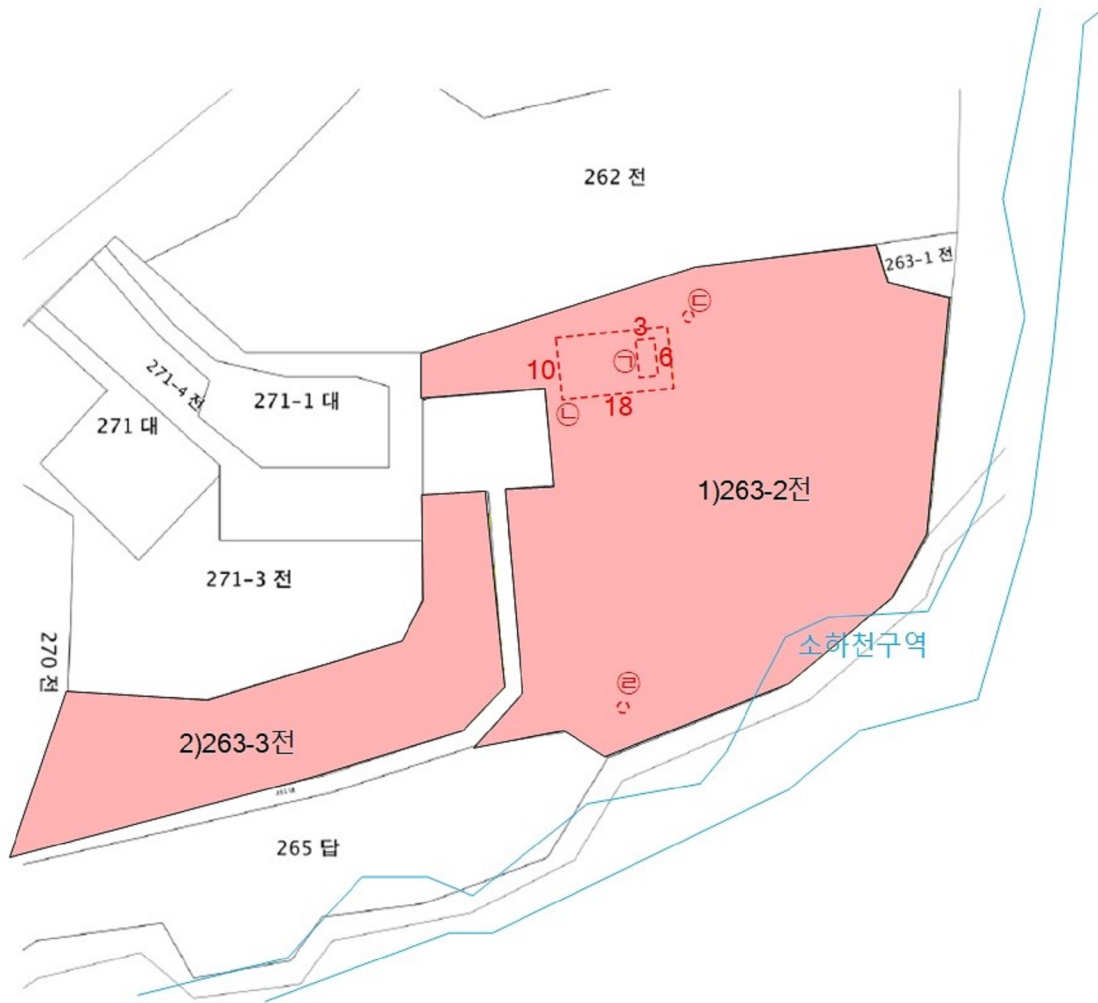 262 전
263-1 전
㉢
3
10
㉠
6
271-4 전
271-1 대
18
㉡
271 대
1)263-2전
271-3 전
소하천구역
270 전
㉣
2)263-3전
265 답